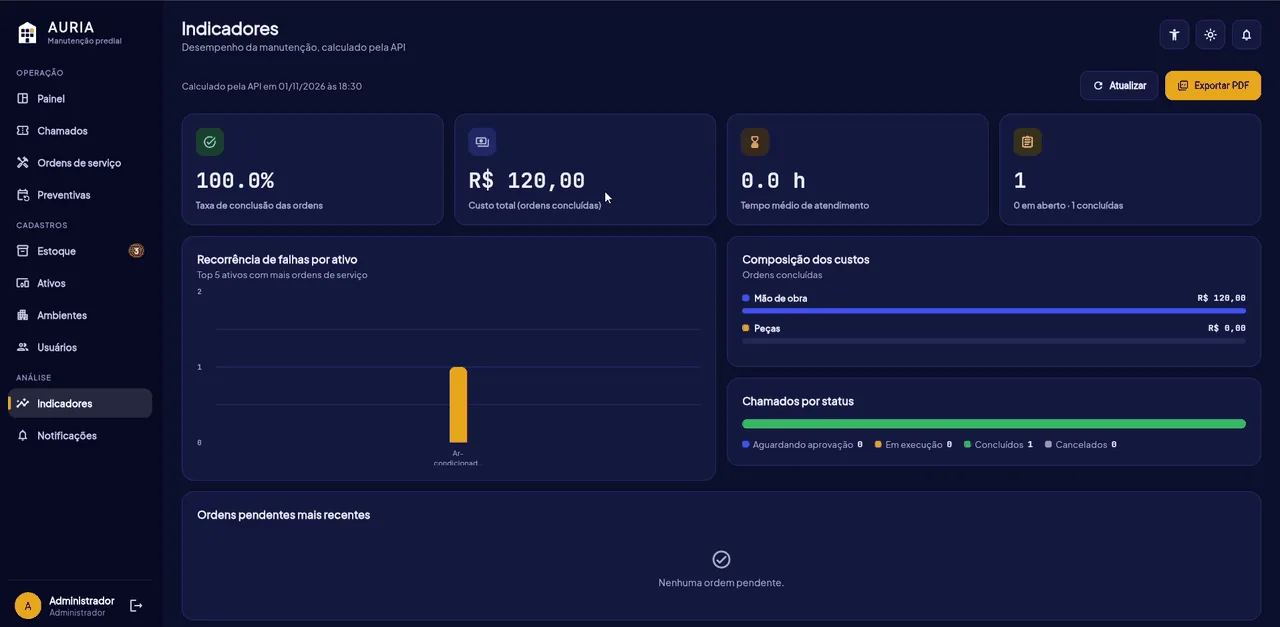 AURIA
Manutenção predial
OPERAÇÃO
Painel
Chamados
Ordens de serviço
Preventivas
CADASTROS
Estoque
3
Ativos
Ambientes
Usuários
ANÁLISE
Indicadores
Notificações
A
Administrador
Administrador
Indicadores
Desempenho da manutenção, calculado pela API
Calculado pela API em 01/11/2026 às 18:30
Atualizar
Exportar PDF
100.0%
Taxa de conclusão das ordens
R$ 120,00
Custo total (ordens concluídas)
0.0 h
Tempo médio de atendimento
1
0 em aberto · 1 concluídas
Recorrência de falhas por ativo
Top 5 ativos com mais ordens de serviço
2
1
0
Ar-
condicionad..
Composição dos custos
Ordens concluídas
Mão de obra R$ 120,00
Peças R$ 0,00
Chamados por status
Aguardando aprovação 0 Em execução 0 Concluídos 1 Cancelados 0
Ordens pendentes mais recentes
Nenhuma ordem pendente.